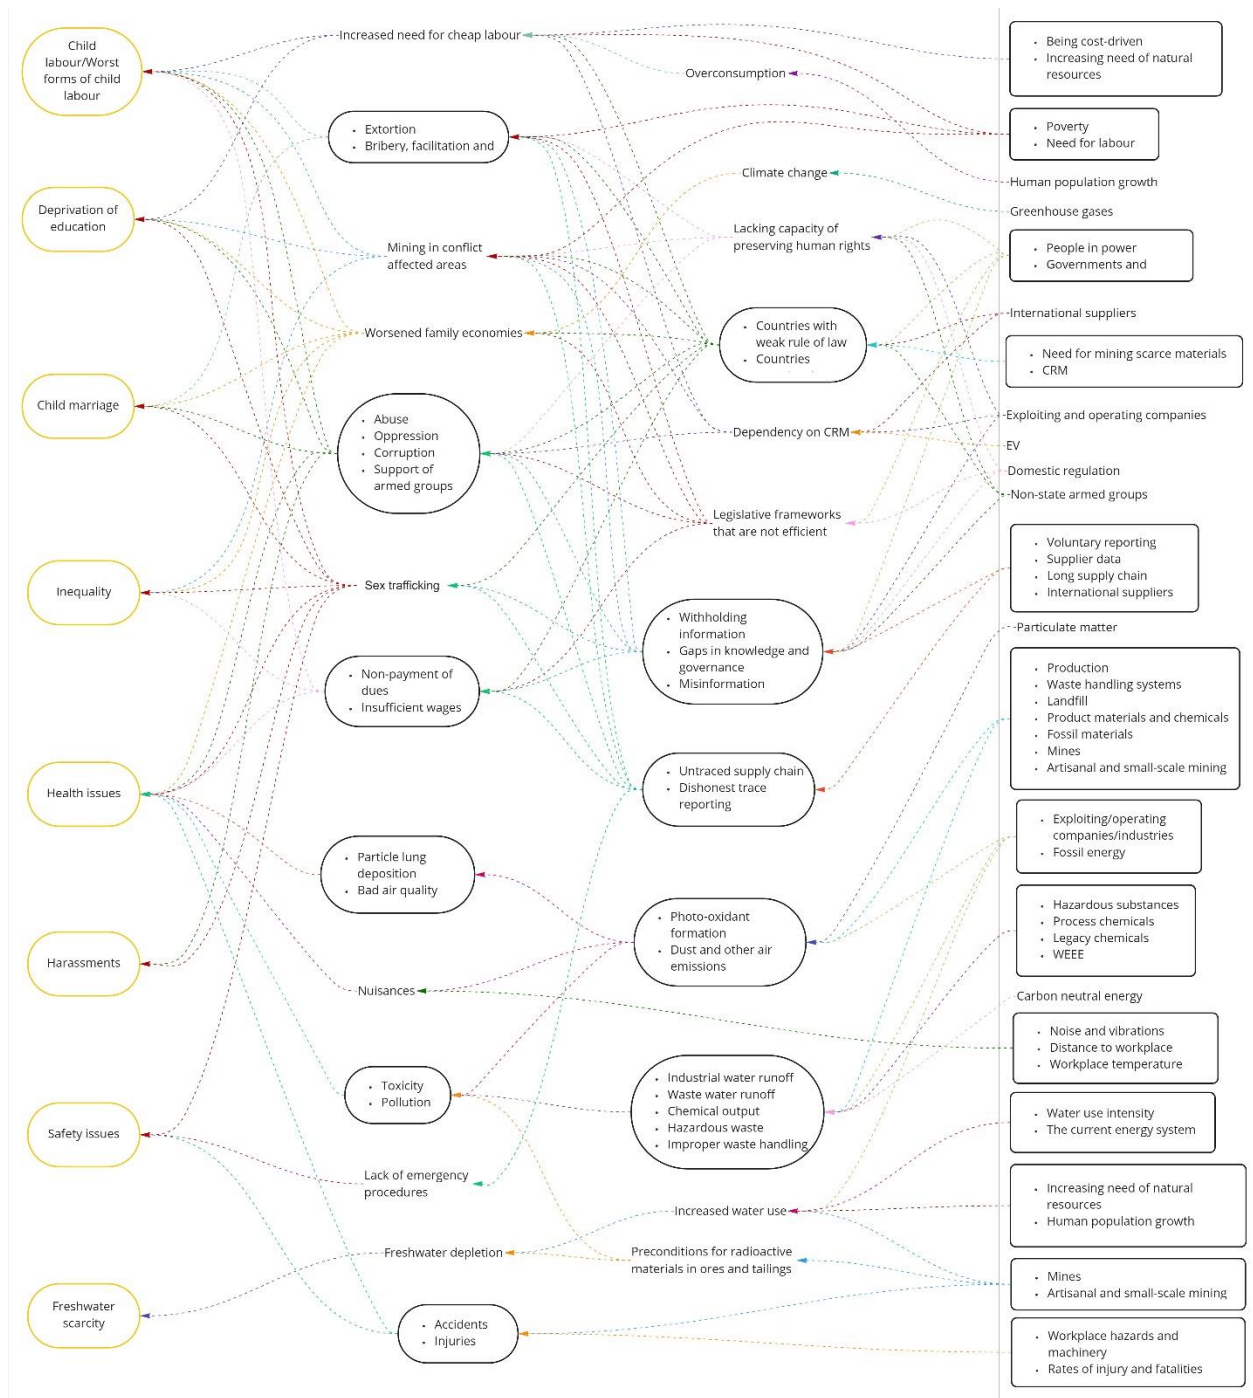 Child
labour/Worst
forms of child
labour
Deprivation of
education
Child marriage
Inequality
Health issues
Harassments
Safety issues
Freshwater
scarcity
Increased need for cheap labour
• Extortion
• Bribery, facilitation and
Mining in conflict
affected areas
Worsened family economies
• Abuse
• Oppression
• Corruption
• Support of
armed groups
Sex trafficking
• Non-payment of
dues
• Insufficient wages
• Particle lung
deposition
• Bad air quality
Nuisances
• Toxicity
• Pollution
Lack of emergency
procedures
Freshwater depletion
• Accidents
• Injuries
Overconsumption
Climate change
Lacking capacity of
preserving human rights
• Countries with
weak rule of law
• Countries
Dependency on CRM
Legislative frameworks
that are not efficient
• Withholding
information
• Gaps in knowledge and
governance
• Misinformation
• Untraced supply chain
• Dishonest trace
reporting
• Photo-oxidant
formation
• Dust and other air
emissions
• Industrial water runoff
• Waste water runoff
• Chemical output
• Hazardous waste
• Improper waste handling
Increased water use
Preconditions for radioactive
materials in ores and tailings
• Being cost-driven
• Increasing need of natural
resources
• Poverty
• Need for labour
Human population growth
Greenhouse gases
• People in power
• Governments and
International suppliers
• Need for mining scarce materials
• CRM
Exploiting and operating companies
EV
Domestic regulation
Non-state armed groups
• Voluntary reporting
• Supplier data
• Long supply chain
• International suppliers
Particulate matter
• Production
• Waste handling systems
• Landfill
• Product materials and chemicals
• Fossil materials
• Mines
• Artisanal and small-scale mining
• Exploiting/operating
companies/industries
• Fossil energy
• Hazardous substances
• Process chemicals
• Legacy chemicals
• WEEE
Carbon neutral energy
• Noise and vibrations
• Distance to workplace
• Workplace temperature
• Water use intensity
• The current energy system
• Increasing need of natural
resources
• Human population growth
• Mines
• Artisanal and small-scale mining
• Workplace hazards and
machinery
• Rates of injury and fatalities